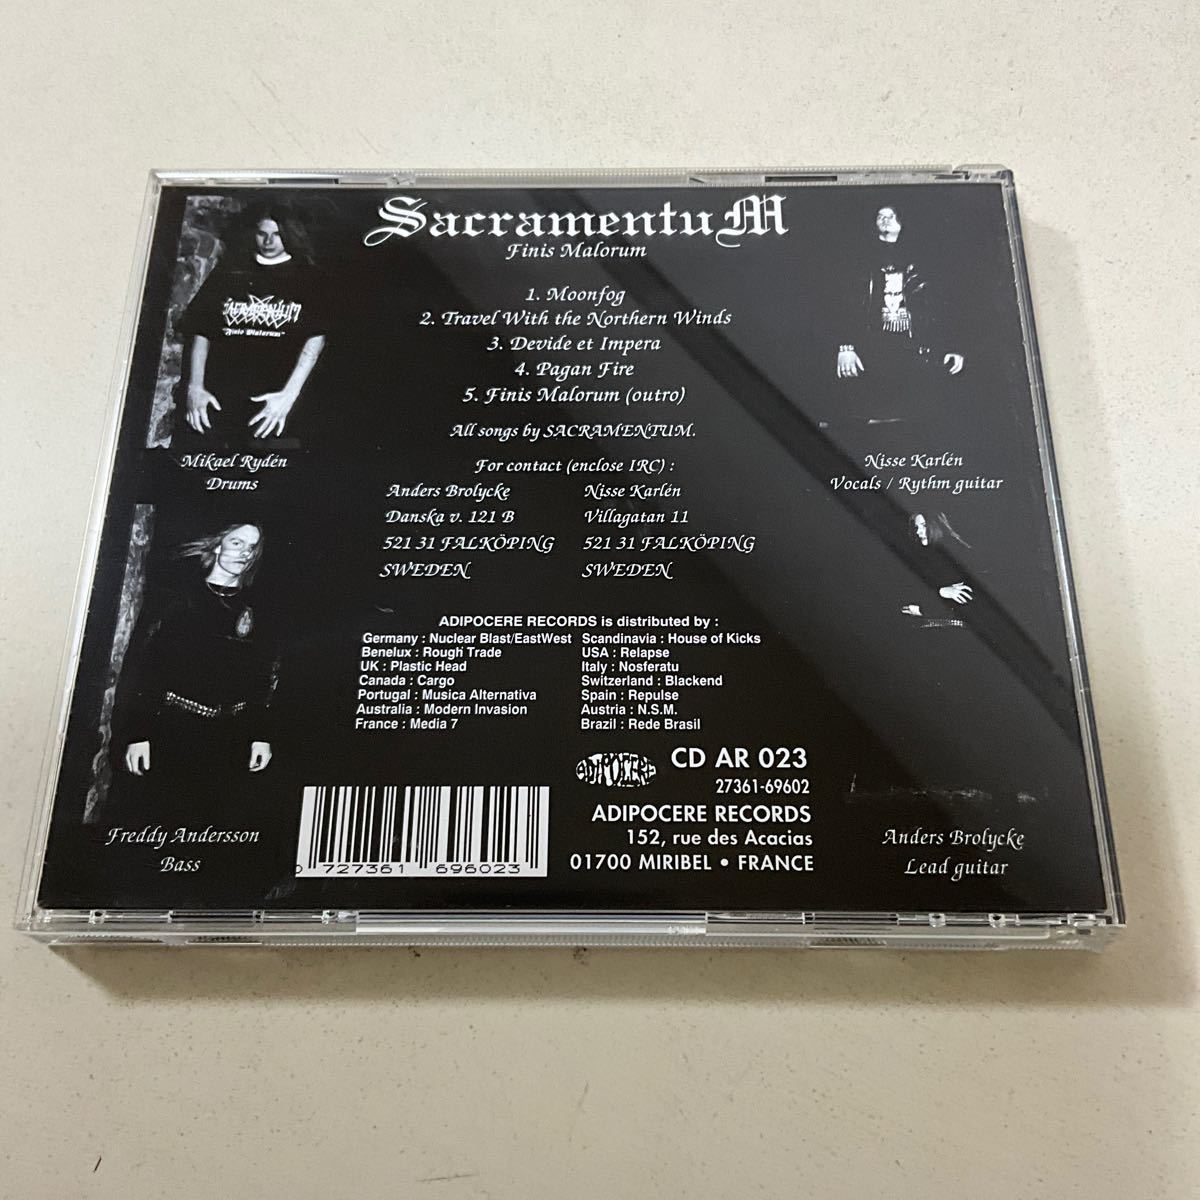 SacramentuM
Finis Malorum
1. Moonfog
2. Travel With the Northern Winds
3. Devide et Impera
4. Pagan Fire
5. Finis Malorum (outro)
All songs by SACRAMENTUM.
For contact (enclose IRC) :
Anders Brolycke
Danska v. 121 B
521 31 FALKÖPING
SWEDEN
Nisse Karlén
Villagatan 11
521 31 FALKÖPING
SWEDEN
SACRAMENTUM
"Finis Malorum"
Mikael Rydén
Drums
Nisse Karlén
Vocals / Rythm guitar
Freddy Andersson
Bass
Anders Brolycke
Lead guitar
ADIPOCERE RECORDS is distributed by :
Germany : Nuclear Blast/EastWest
Benelux : Rough Trade
UK : Plastic Head
Canada : Cargo
Portugal : Musica Alternativa
Australia : Modern Invasion
France : Media 7
Scandinavia : House of Kicks
USA : Relapse
Italy : Nosferatu
Switzerland : Blackend
Spain : Repulse
Austria : N.S.M.
Brazil : Rede Brasil
ADIPOCERE
CD AR 023
27361-69602
ADIPOCERE RECORDS
152, rue des Acacias
01700 MIRIBEL • FRANCE
0 727361 696023